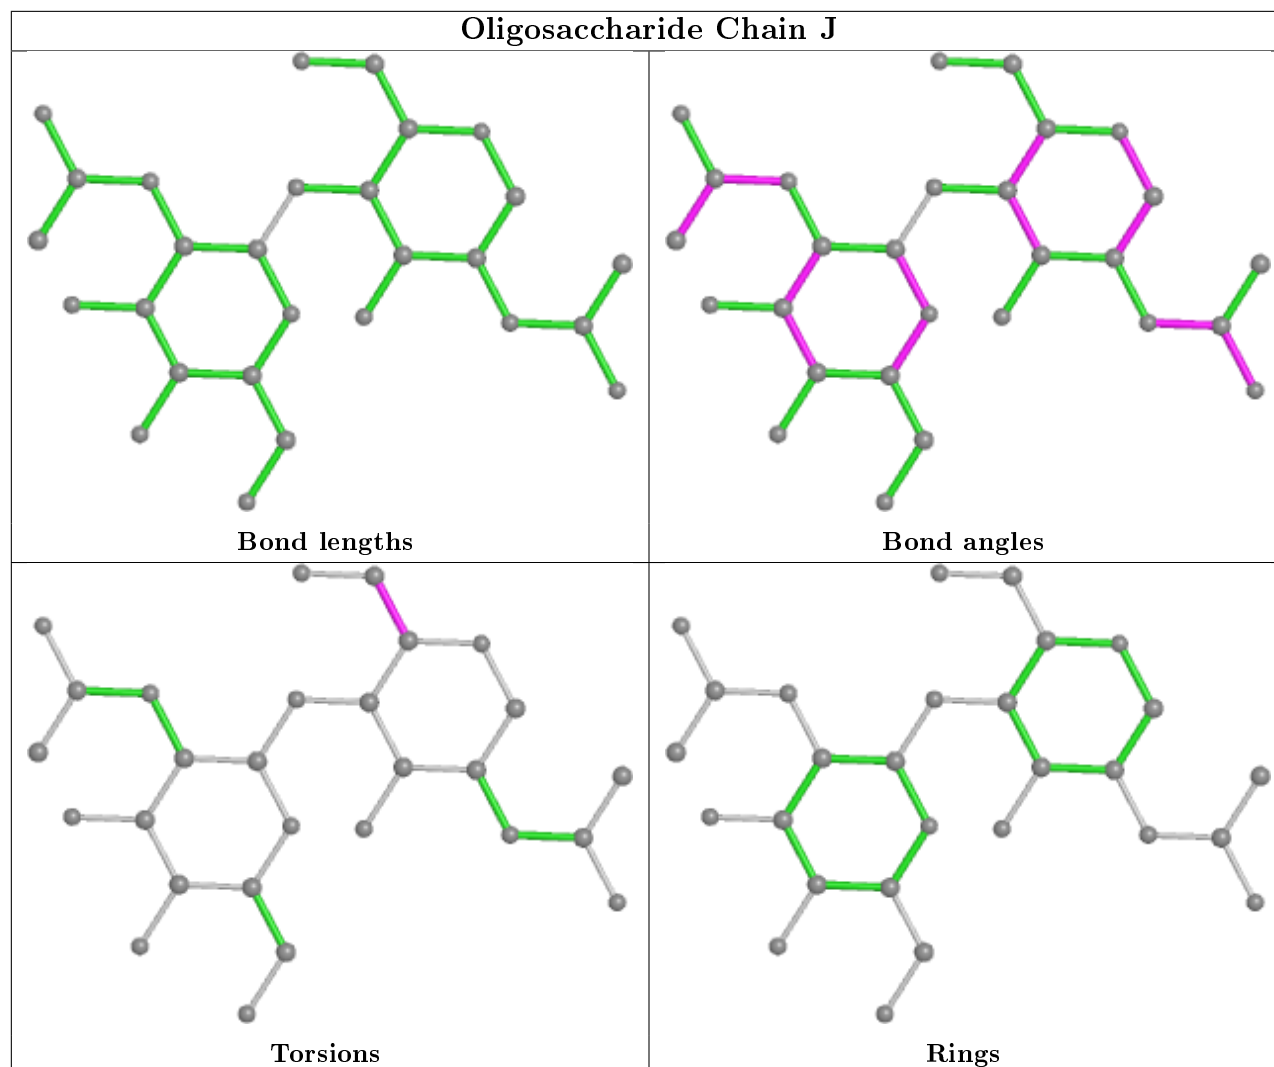 Oligosaccharide Chain J
Bond lengths
Bond angles
Torsions
Rings